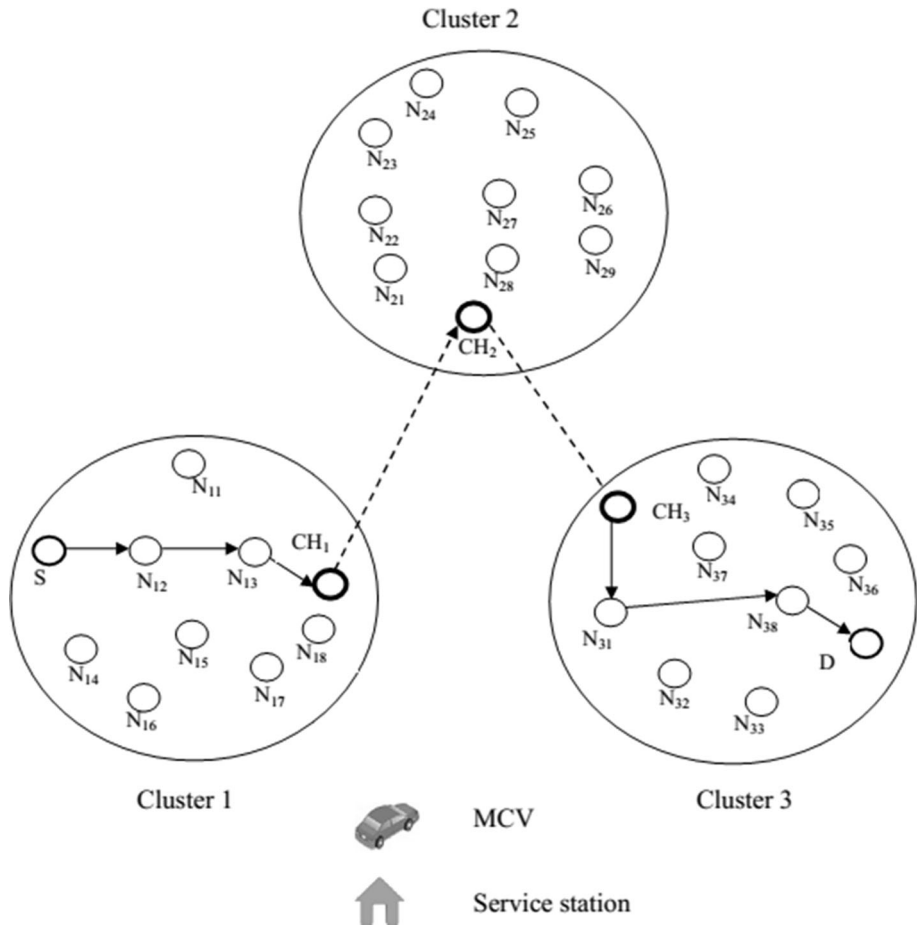 Cluster 2
N₂₄
N₂₅
N₂₃
N₂₆
N₂₇
N₂₂
N₂₉
N₂₈
N₂₁
CH₂
N₁₁
N₃₄
CH₃
N₃₅
CH₁
S
N₁₂
N₁₃
N₃₇
N₃₆
N₁₈
N₃₁
N₃₈
N₁₅
D
N₁₄
N₁₇
N₃₂
N₁₆
N₃₃
Cluster 1
Cluster 3
MCV
Service station